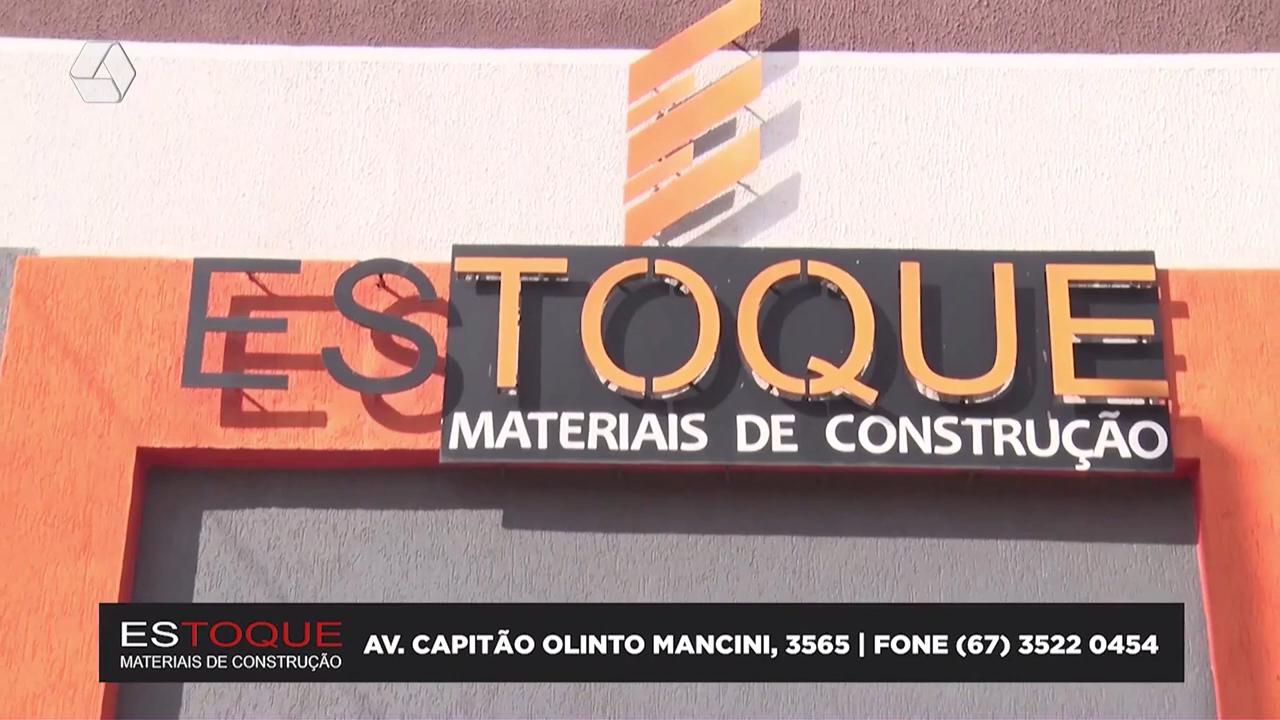 ESTOQUE
MATERIAIS DE CONSTRUÇÃO
ESTOQUE
MATERIAIS DE CONSTRUÇÃO
AV. CAPITÃO OLINTO MANCINI, 3565 | FONE (67) 3522 0454